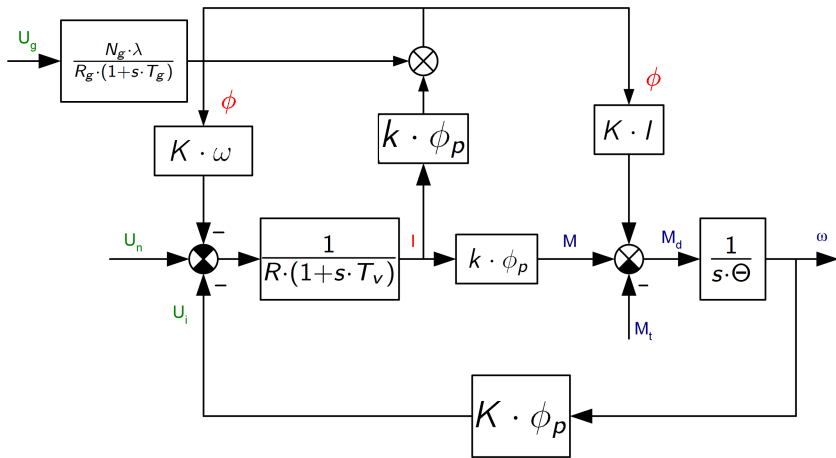 U_g
N_g·λ / R_g·(1+s·T_g)
ϕ
ϕ
K · ω
k · ϕ_p
K · I
U_n
−
1 / R·(1+s·T_v)
I
k · ϕ_p
M
M_d
1 / s·Θ
ω
−
−
U_i
M_t
K · ϕ_p